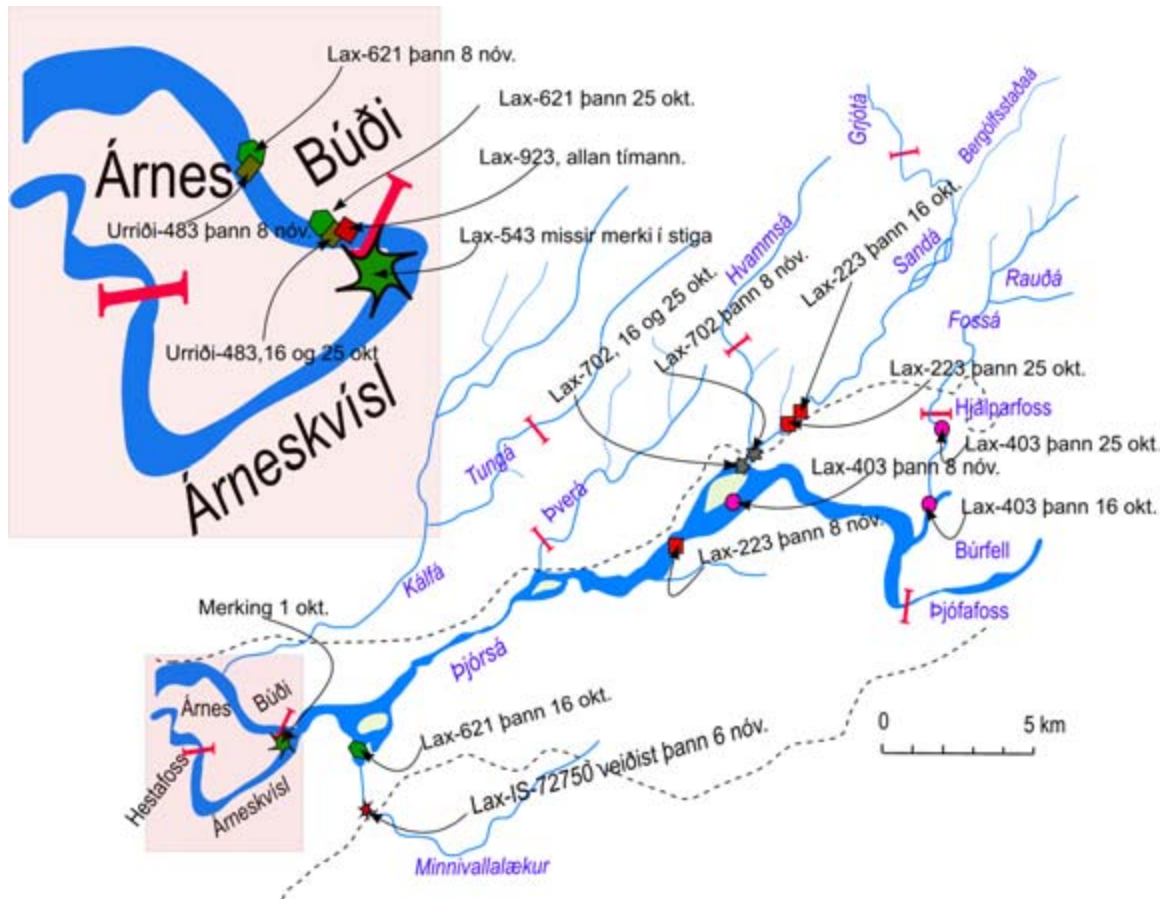 Lax-621 þann 8 nóv.
Lax-621 þann 25 okt.
Búði
Árnes
Lax-923, allan tímann.
Urriði-483 þann 8 nóv.
Lax-543 missir merki í stiga
Urriði-483,16 og 25 okt
Árneskvísl
Grjótá
Bergólfsstaðaá
Hvammsá
Sandá
Rauðá
Fossá
Lax-223 þann 16 okt.
Lax-702 þann 8 nóv.
Lax-702, 16 og 25 okt.
Lax-223 þann 25 okt.
Hjálparfoss
Lax-403 þann 25 okt.
Lax-403 þann 8 nóv.
Lax-403 þann 16 okt.
Tungá
Þverá
Lax-223 þann 8 nóv.
Búrfell
Kálfá
Þjófafoss
Merking 1 okt.
Þjórsá
Árnes
Búði
Hestafoss
Árneskvísl
Lax-621 þann 16 okt.
Lax-IS-72750 veiðist þann 6 nóv.
Minnivallalækur
0
5 km